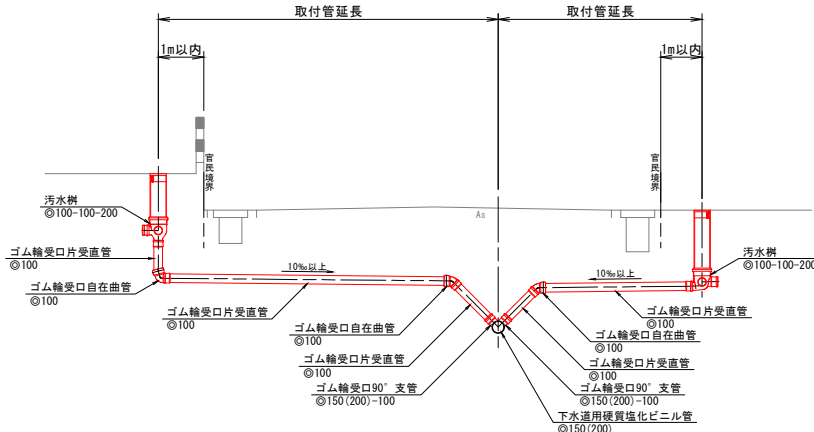 取付管延長
取付管延長
1m以内
1m以内
官民境界
官民境界
汚水桝
◎100-100-200
As
汚水桝
◎100-100-200
ゴム輪受口片受直管
◎100
10‰以上
10‰以上
ゴム輪受口自在曲管
◎100
ゴム輪受口片受直管
◎100
ゴム輪受口片受直管
◎100
ゴム輪受口自在曲管
◎100
ゴム輪受口自在曲管
◎100
ゴム輪受口片受直管
◎100
ゴム輪受口片受直管
◎100
ゴム輪受口90°支管
◎150(200)-100
ゴム輪受口90°支管
◎150(200)-100
下水道用硬質塩化ビニル管
◎150(200)